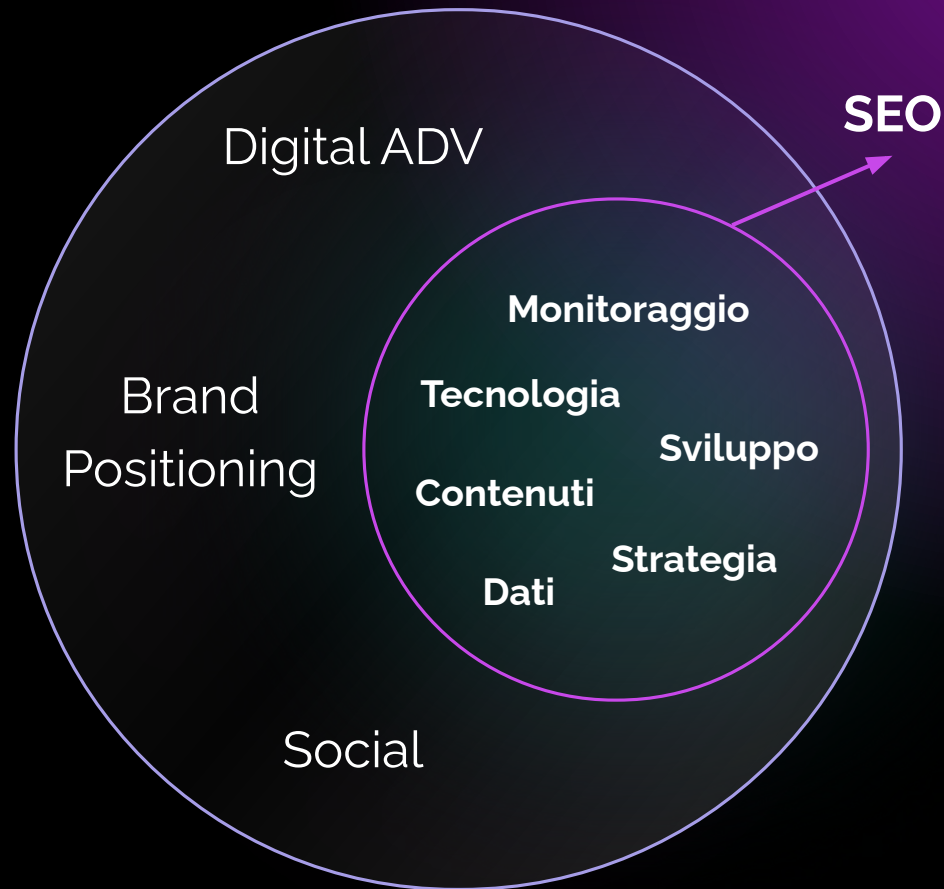 SEO
Digital ADV
Monitoraggio
Tecnologia
Brand
Positioning
Sviluppo
Contenuti
Strategia
Dati
Social